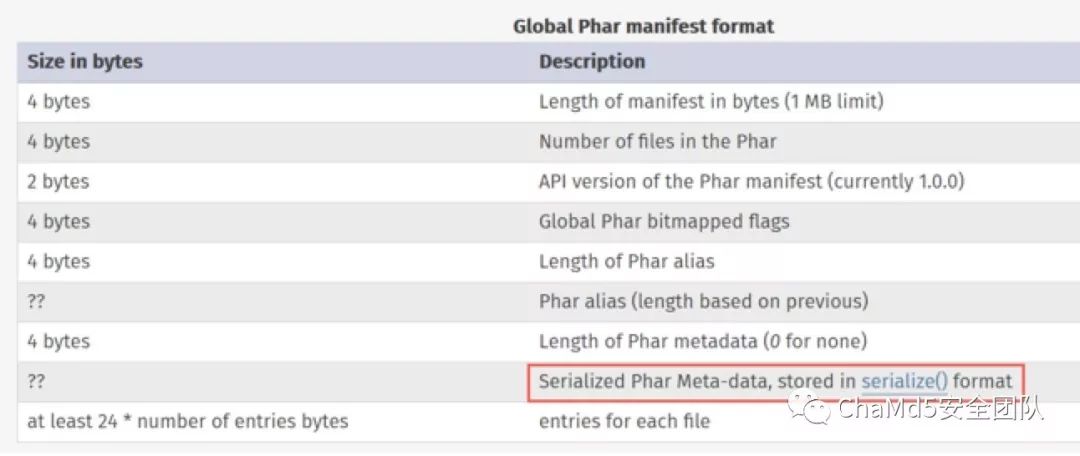 Global Phar manifest format
Size in bytes Description
4 bytes Length of manifest in bytes (1 MB limit)
4 bytes Number of files in the Phar
2 bytes API version of the Phar manifest (currently 1.0.0)
4 bytes Global Phar bitmapped flags
4 bytes Length of Phar alias
?? Phar alias (length based on previous)
4 bytes Length of Phar metadata (0 for none)
?? Serialized Phar Meta-data, stored in serialize() format
at least 24 * number of entries bytes entries for each file
ChaMd5安全团队